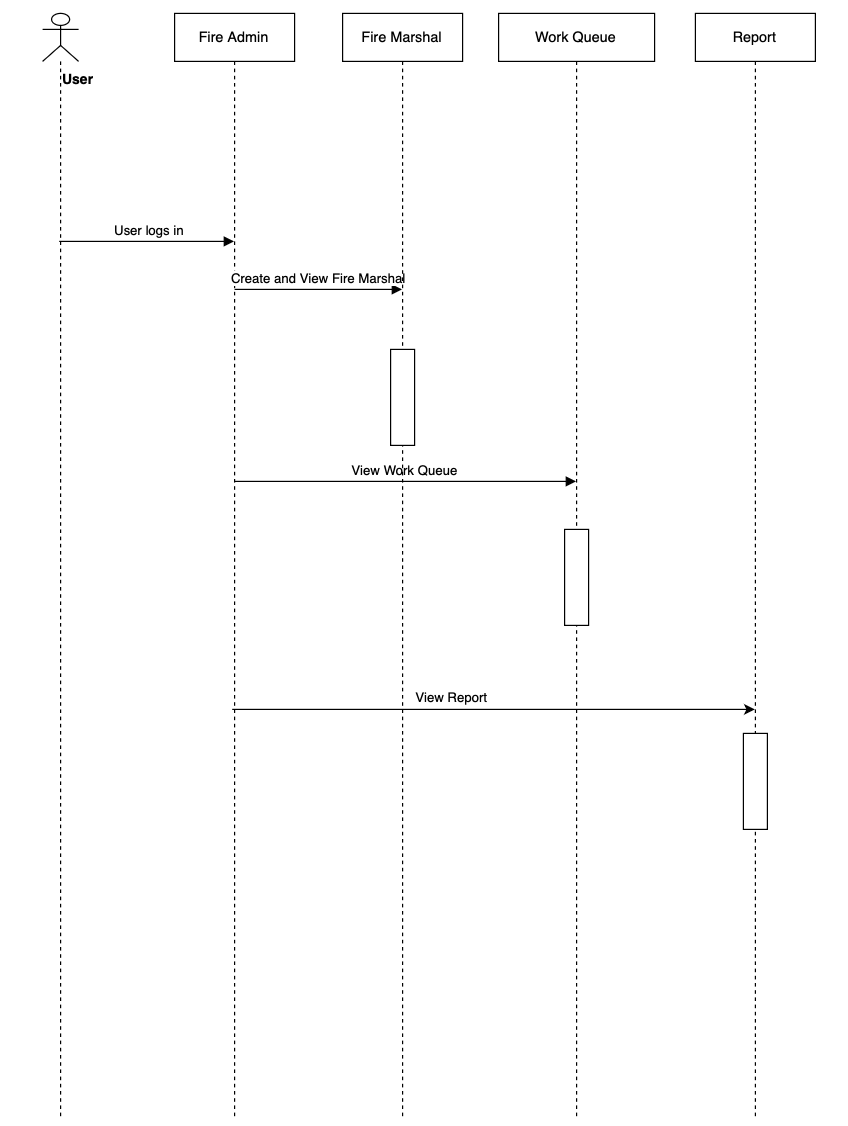 Fire Admin
Fire Marshal
Work Queue
Report
User
User logs in
Create and View Fire Marshal
View Work Queue
View Report